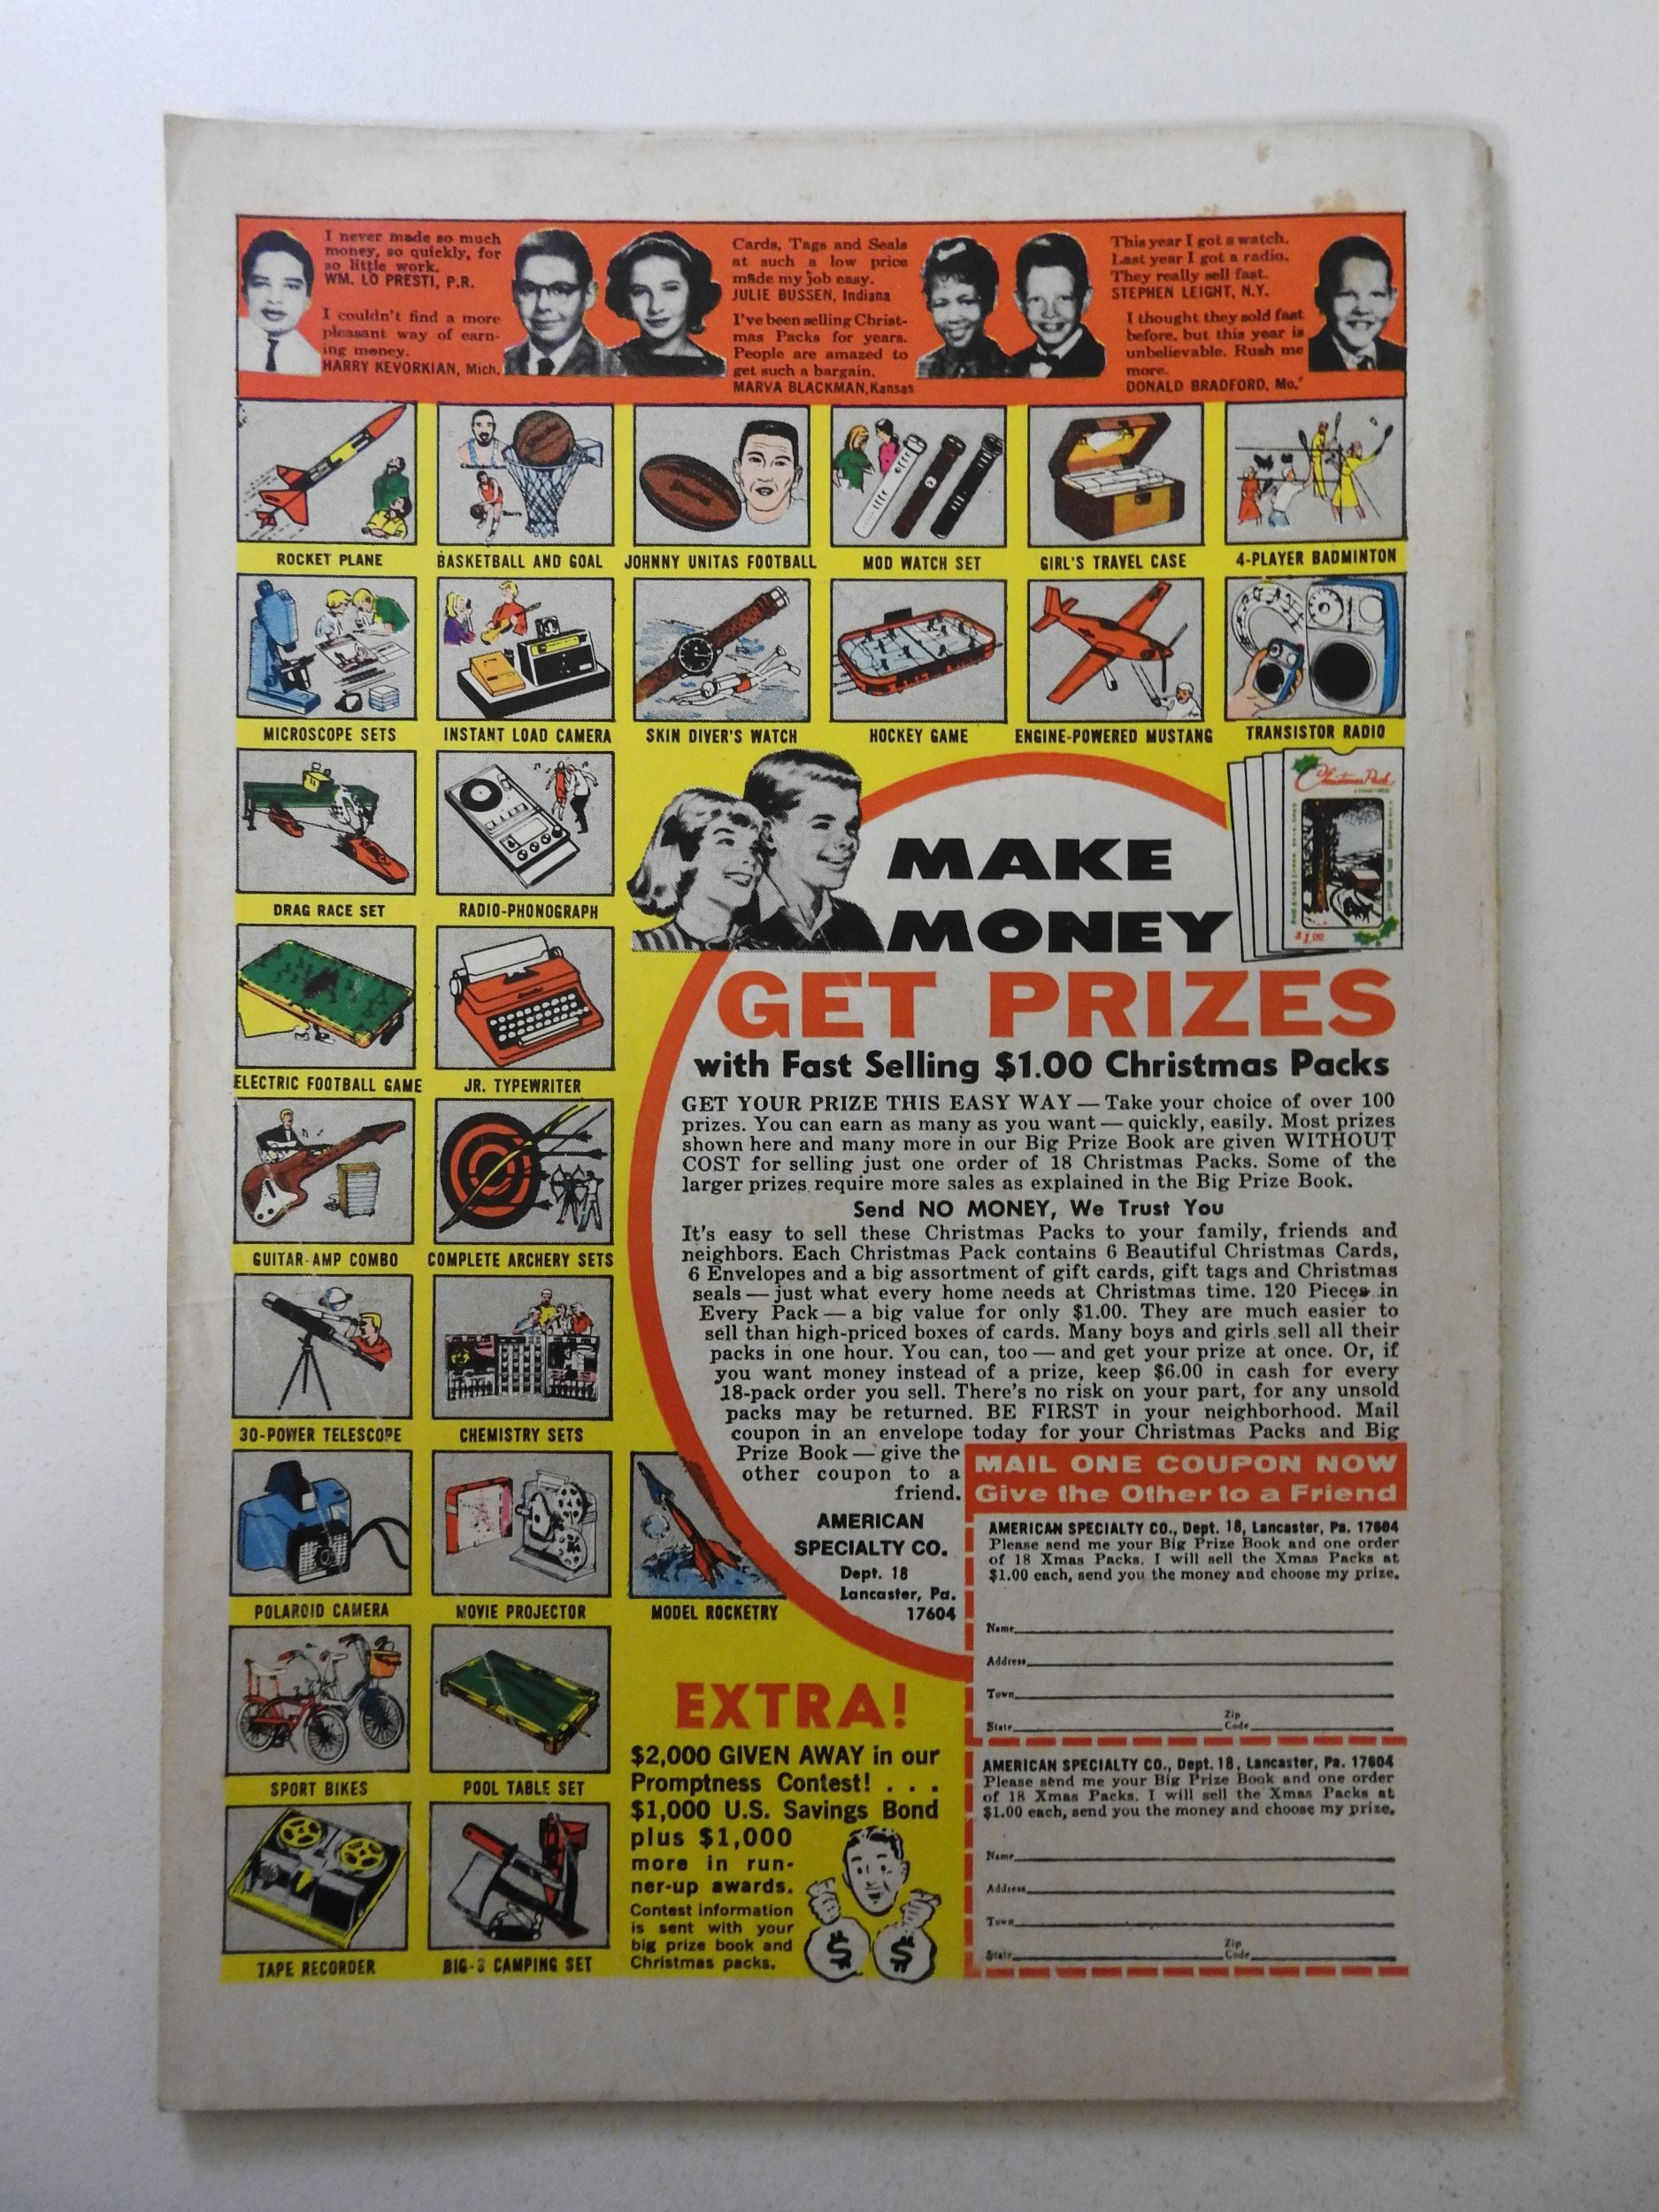 I never made so much
money, so quickly, for
so little work.
WM. LO PRESTI, P.R.
I couldn't find a more
pleasant way of earn-
ing money.
HARRY KEVORKIAN, Mich.
Cards, Tags and Seals
at such a low price
made my job easy.
JULIE BUSSEN, Indiana
I've been selling Christ-
mas Packs for years.
People are amazed to
get such a bargain.
MARVA BLACKMAN, Kansas
This year I got a watch.
Last year I got a radio.
They really sell fast.
STEPHEN LEIGHT, N.Y.
I thought they sold fast
before, but this year is
unbelievable. Rush me
more.
DONALD BRADFORD, Mo.
Chamberlain
Barry
ROCKET PLANE
BASKETBALL AND GOAL
JOHNNY UNITAS FOOTBALL
MOD WATCH SET
GIRL'S TRAVEL CASE
4-PLAYER BADMINTON
MICROSCOPE SETS
INSTANT LOAD CAMERA
SKIN DIVER'S WATCH
HOCKEY GAME
ENGINE-POWERED MUSTANG
TRANSISTOR RADIO
DRAG RACE SET
RADIO-PHONOGRAPH
ELECTRIC FOOTBALL GAME
JR. TYPEWRITER
GUITAR-AMP COMBO
COMPLETE ARCHERY SETS
30-POWER TELESCOPE
CHEMISTRY SETS
POLAROID CAMERA
MOVIE PROJECTOR
MODEL ROCKETRY
SPORT BIKES
POOL TABLE SET
TAPE RECORDER
BIG-3 CAMPING SET
Christmas Pack
$1.00
MAKE
MONEY
GET PRIZES
with Fast Selling $1.00 Christmas Packs
GET YOUR PRIZE THIS EASY WAY — Take your choice of over 100
prizes. You can earn as many as you want — quickly, easily. Most prizes
shown here and many more in our Big Prize Book are given WITHOUT
COST for selling just one order of 18 Christmas Packs. Some of the
larger prizes require more sales as explained in the Big Prize Book.
Send NO MONEY, We Trust You
It's easy to sell these Christmas Packs to your family, friends and
neighbors. Each Christmas Pack contains 6 Beautiful Christmas Cards,
6 Envelopes and a big assortment of gift cards, gift tags and Christmas
seals — just what every home needs at Christmas time. 120 Pieces in
Every Pack — a big value for only $1.00. They are much easier to
sell than high-priced boxes of cards. Many boys and girls sell all their
packs in one hour. You can, too — and get your prize at once. Or, if
you want money instead of a prize, keep $6.00 in cash for every
18-pack order you sell. There's no risk on your part, for any unsold
packs may be returned. BE FIRST in your neighborhood. Mail
coupon in an envelope today for your Christmas Packs and Big
Prize Book — give the
other coupon to a
friend.
AMERICAN
SPECIALTY CO.
Dept. 18
Lancaster, Pa.
17604
EXTRA!
$2,000 GIVEN AWAY in our
Promptness Contest! . . .
$1,000 U.S. Savings Bond
plus $1,000
more in run-
ner-up awards.
Contest information
is sent with your
big prize book and
Christmas packs.
$ $
MAIL ONE COUPON NOW
Give the Other to a Friend
AMERICAN SPECIALTY CO., Dept. 18, Lancaster, Pa. 17604
Please send me your Big Prize Book and one order
of 18 Xmas Packs. I will sell the Xmas Packs at
$1.00 each, send you the money and choose my prize.
Name
Address
Town
State Zip Code
AMERICAN SPECIALTY CO., Dept. 18, Lancaster, Pa. 17604
Please send me your Big Prize Book and one order
of 18 Xmas Packs. I will sell the Xmas Packs at
$1.00 each, send you the money and choose my prize.
Name
Address
Town
State Zip Code